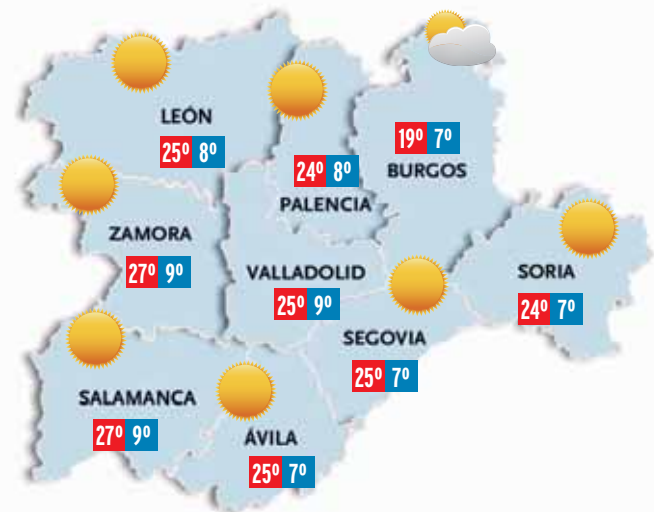 LEÓN
25º 8º
24º 8º
PALENCIA
19º 7º
BURGOS
ZAMORA
27º 9º
VALLADOLID
25º 9º
SORIA
24º 7º
SEGOVIA
25º 7º
SALAMANCA
27º 9º
ÁVILA
25º 7º